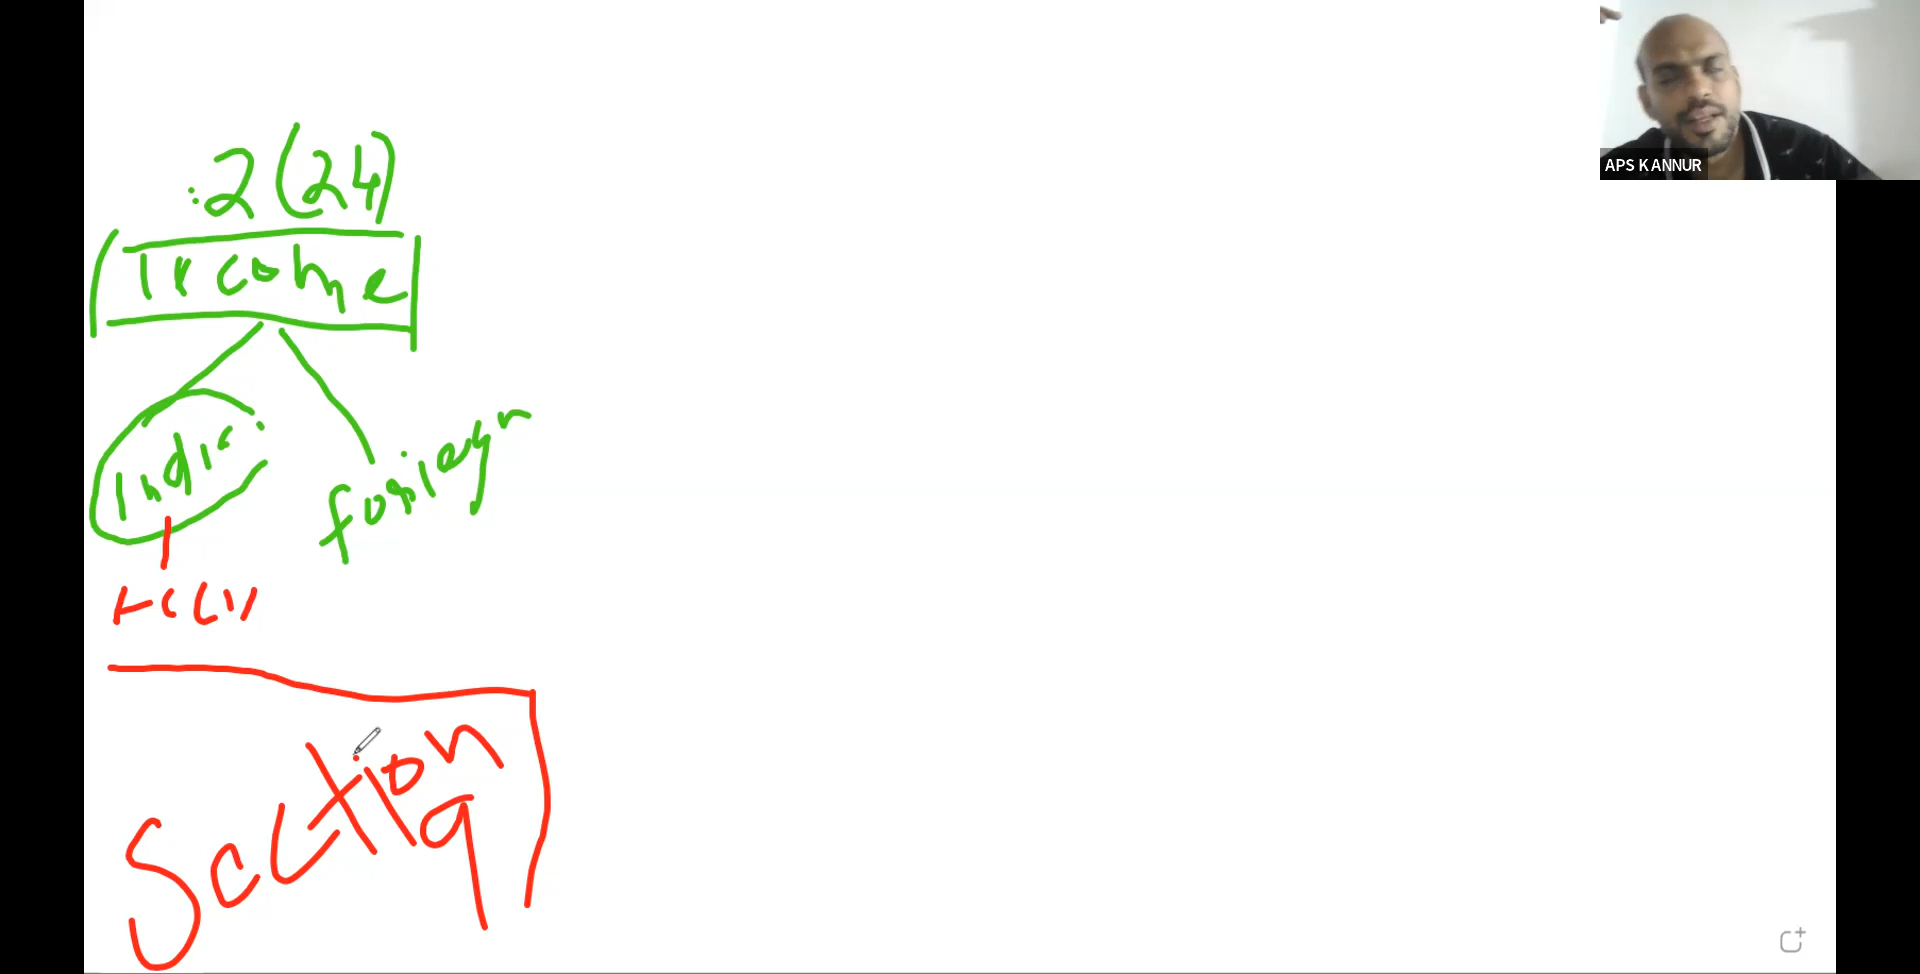 :2 (24)
Income
India
foriegn
Section
9
APS KANNUR